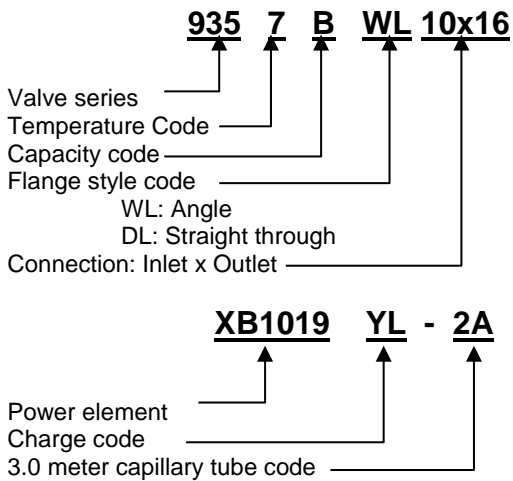 935 7 B WL 10x16
Valve series
Temperature Code
Capacity code
Flange style code
WL: Angle
DL: Straight through
Connection: Inlet x Outlet
XB1019 YL - 2A
Power element
Charge code
3.0 meter capillary tube code